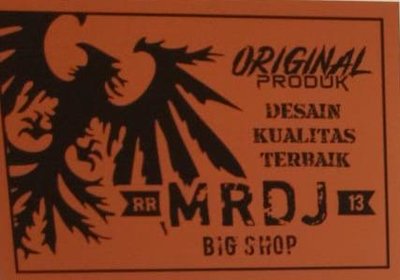 ORIGINAL
PRODUK
DESAIN
KUALITAS
TERBAIK
RR MRDJ 13
BIG SHOP